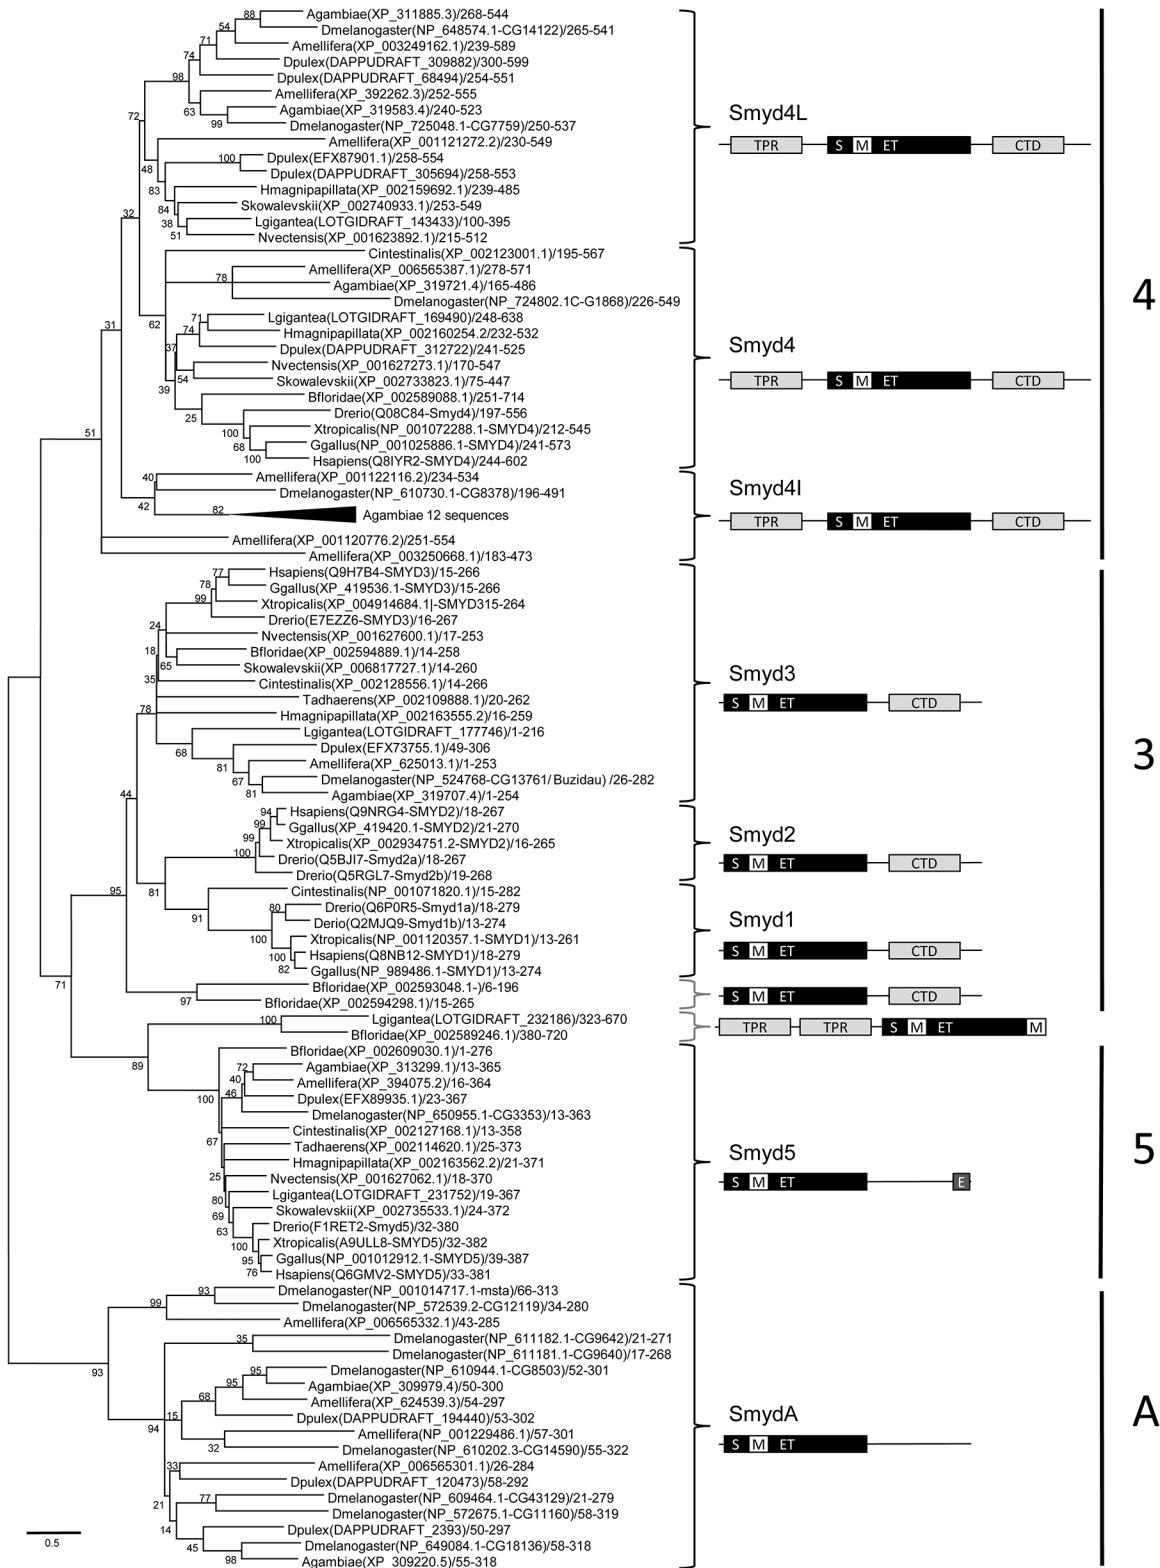 Agambiae(XP_311885.3)/268-544
Dmelanogaster(NP_648574.1-CG14122)/265-541
Amellifera(XP_003249162.1)/239-589
Dpulex(DAPPUDRAFT_309882)/300-599
Dpulex(DAPPUDRAFT_68494)/254-551
Amellifera(XP_392262.3)/252-555
Agambiae(XP_319583.4)/240-523
Dmelanogaster(NP_725048.1-CG7759)/250-537
Amellifera(XP_001121272.2)/230-549
Dpulex(EFX87901.1)/258-554
Dpulex(DAPPUDRAFT_305694)/258-553
Hmagnipapillata(XP_002159692.1)/239-485
Skowalevskii(XP_002740933.1)/253-549
Lgigantea(LOTGIDRAFT_143433)/100-395
Nvectensis(XP_001623892.1)/215-512
88
54
71
74
98
63
99
72
100
48
83
84
38
51
32
Smyd4L
TPR S M ET CTD
Cintestinalis(XP_002123001.1)/195-567
Amellifera(XP_006565387.1)/278-571
Agambiae(XP_319721.4)/165-486
Dmelanogaster(NP_724802.1C-G1868)/226-549
Lgigantea(LOTGIDRAFT_169490)/248-638
Hmagnipapillata(XP_002160254.2/232-532
Dpulex(DAPPUDRAFT_312722)/241-525
Nvectensis(XP_001627273.1)/170-547
Skowalevskii(XP_002733823.1)/75-447
Bfloridae(XP_002589088.1)/251-714
Drerio(Q08C84-Smyd4)/197-556
Xtropicalis(NP_001072288.1-SMYD4)/212-545
Ggallus(NP_001025886.1-SMYD4)/241-573
Hsapiens(Q8IYR2-SMYD4)/244-602
78
62
71
74
37
54
39
25
100
68
100
31
Smyd4
TPR S M ET CTD
4
Amellifera(XP_001122116.2)/234-534
Dmelanogaster(NP_610730.1-CG8378)/196-491
Agambiae 12 sequences
Amellifera(XP_001120776.2)/251-554
Amellifera(XP_003250668.1)/183-473
51
40
42
82
Smyd4I
TPR S M ET CTD
Hsapiens(Q9H7B4-SMYD3)/15-266
Ggallus(XP_419536.1-SMYD3)/15-266
Xtropicalis(XP_004914684.1|-SMYD315-264
Drerio(E7EZZ6-SMYD3)/16-267
Nvectensis(XP_001627600.1)/17-253
Bfloridae(XP_002594889.1)/14-258
Skowalevskii(XP_006817727.1)/14-260
Cintestinalis(XP_002128556.1)/14-266
Tadhaerens(XP_002109888.1)/20-262
Hmagnipapillata(XP_002163555.2)/16-259
Lgigantea(LOTGIDRAFT_177746)/1-216
Dpulex(EFX73755.1)/49-306
Amellifera(XP_625013.1)/1-253
Dmelanogaster(NP_524768-CG13761/Buzidau) /26-282
Agambiae(XP_319707.4)/1-254
77
78
99
24
18
65
35
78
68
81
67
81
44
Smyd3
S M ET CTD
3
Hsapiens(Q9NRG4-SMYD2)/18-267
Ggallus(XP_419420.1-SMYD2)/21-270
Xtropicalis(XP_002934751.2-SMYD2)/16-265
Drerio(Q5BJI7-Smyd2a)/18-267
Drerio(Q5RGL7-Smyd2b)/19-268
94
99
99
100
81
95
Smyd2
S M ET CTD
Cintestinalis(NP_001071820.1)/15-282
Drerio(Q6P0R5-Smyd1a)/18-279
Derio(Q2MJQ9-Smyd1b)/13-274
Xtropicalis(NP_001120357.1-SMYD1)/13-261
Hsapiens(Q8NB12-SMYD1)/18-279
Ggallus(NP_989486.1-SMYD1)/13-274
91
80
100
100
82
Smyd1
S M ET CTD
Bfloridae(XP_002593048.1-)/6-196
Bfloridae(XP_002594298.1)/15-265
97
71
S M ET CTD
Lgigantea(LOTGIDRAFT_232186)/323-670
Bfloridae(XP_002589246.1)/380-720
100
89
TPR TPR S M ET M
Bfloridae(XP_002609030.1)/1-276
Agambiae(XP_313299.1)/13-365
Amellifera(XP_394075.2)/16-364
Dpulex(EFX89935.1)/23-367
Dmelanogaster(NP_650955.1-CG3353)/13-363
Cintestinalis(XP_002127168.1)/13-358
Tadhaerens(XP_002114620.1)/25-373
Hmagnipapillata(XP_002163562.2)/21-371
Nvectensis(XP_001627062.1)/18-370
Lgigantea(LOTGIDRAFT_231752)/19-367
Skowalevskii(XP_002735533.1)/24-372
Drerio(F1RET2-Smyd5)/32-380
Xtropicalis(A9ULL8-SMYD5)/32-382
Ggallus(NP_001012912.1-SMYD5)/39-387
Hsapiens(Q6GMV2-SMYD5)/33-381
72
40
46
100
67
25
80
69
63
100
95
76
Smyd5
S M ET E
5
Dmelanogaster(NP_001014717.1-msta)/66-313
Dmelanogaster(NP_572539.2-CG12119)/34-280
Amellifera(XP_006565332.1)/43-285
Dmelanogaster(NP_611182.1-CG9642)/21-271
Dmelanogaster(NP_611181.1-CG9640)/17-268
Dmelanogaster(NP_610944.1-CG8503)/52-301
Agambiae(XP_309979.4)/50-300
Amellifera(XP_624539.3)/54-297
Dpulex(DAPPUDRAFT_194440)/53-302
Amellifera(NP_001229486.1)/57-301
Dmelanogaster(NP_610202.3-CG14590)/55-322
Amellifera(XP_006565301.1)/26-284
Dpulex(DAPPUDRAFT_120473)/58-292
Dmelanogaster(NP_609464.1-CG43129)/21-279
Dmelanogaster(NP_572675.1-CG11160)/58-319
Dpulex(DAPPUDRAFT_2393)/50-297
Dmelanogaster(NP_649084.1-CG18136)/58-318
Agambiae(XP_309220.5)/55-318
93
99
35
93
95
95
68
15
94
32
33
77
21
14
45
98
SmydA
S M ET
A
0.5